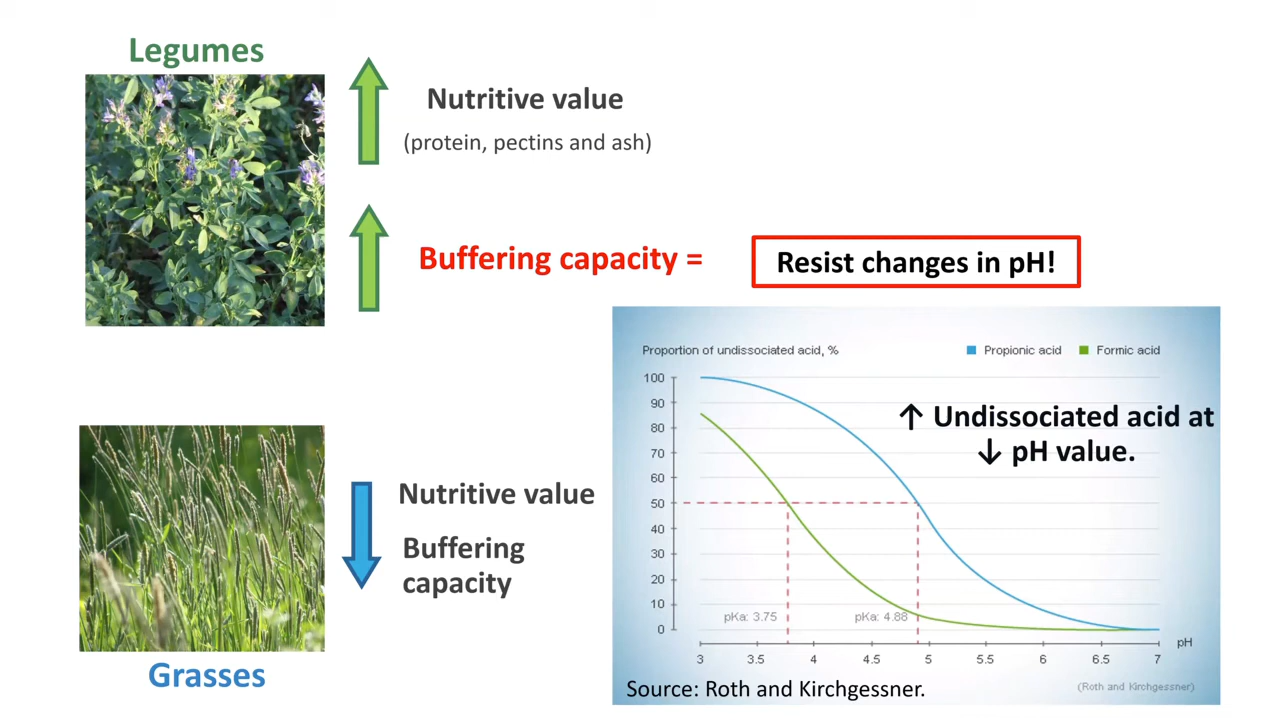 Legumes
Nutritive value
(protein, pectins and ash)
Buffering capacity =
Resist changes in pH!
Nutritive value
Buffering
capacity
Grasses
Proportion of undissociated acid, %
Propionic acid
Formic acid
↑ Undissociated acid at
↓ pH value.
100
90
80
70
60
50
40
30
20
10
0
pKa: 3.75
pKa: 4.88
pH
3
3.5
4
4.5
5
5.5
6
6.5
7
Source: Roth and Kirchgessner.
(Roth and Kirchgessner)